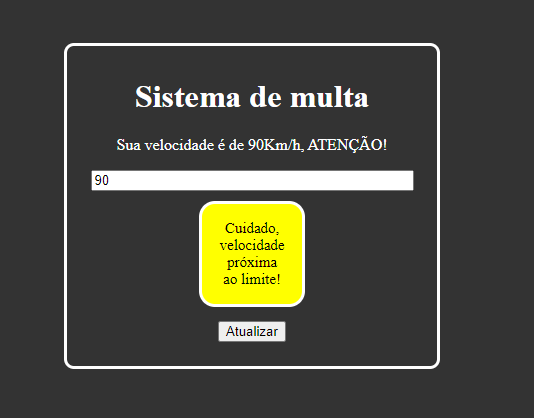 Sistema de multa
Sua velocidade é de 90Km/h, ATENÇÃO!
90
Cuidado,
velocidade
próxima
ao limite!
Atualizar